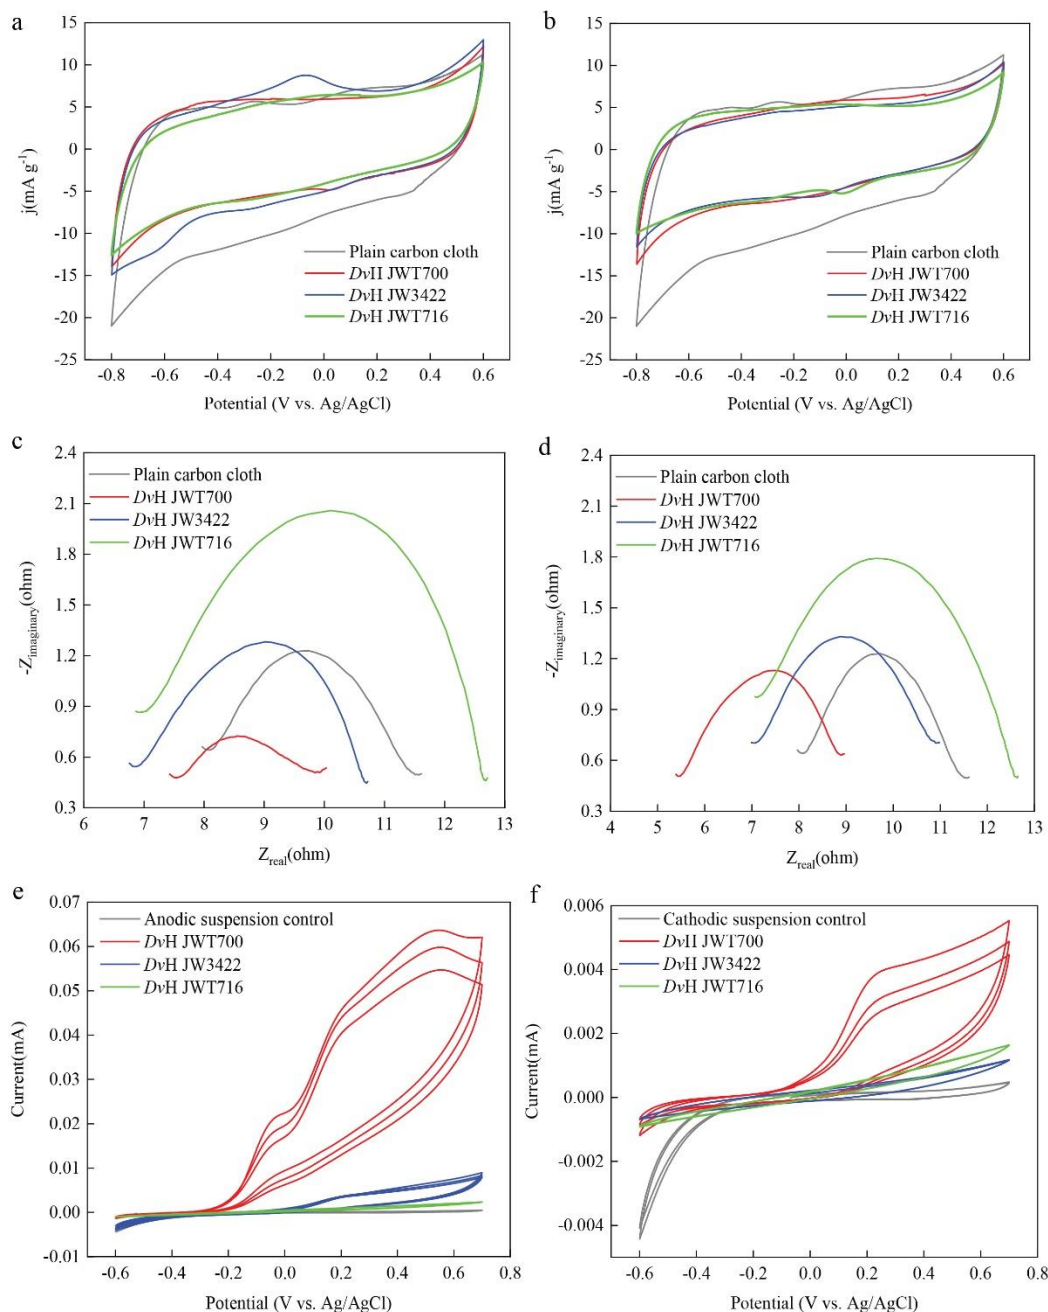 a
15
10
5
0
-5
-10
-15
-20
-25
j(mA g-1)
Plain carbon cloth
DvH JWT700
DvH JW3422
DvH JWT716
-0.8 -0.6 -0.4 -0.2 0.0 0.2 0.4 0.6
Potential (V vs. Ag/AgCl)
b
15
10
5
0
-5
-10
-15
-20
-25
j(mA g-1)
Plain carbon cloth
DvH JWT700
DvH JW3422
DvH JWT716
-0.8 -0.6 -0.4 -0.2 0.0 0.2 0.4 0.6
Potential (V vs. Ag/AgCl)
c
2.4
2.1
1.8
1.5
1.2
0.9
0.6
0.3
-Zimaginary(ohm)
Plain carbon cloth
DvH JWT700
DvH JW3422
DvH JWT716
6 7 8 9 10 11 12 13
Zreal(ohm)
d
2.4
2.1
1.8
1.5
1.2
0.9
0.6
0.3
-Zimaginary(ohm)
Plain carbon cloth
DvH JWT700
DvH JW3422
DvH JWT716
4 5 6 7 8 9 10 11 12 13
Zreal(ohm)
e
0.07
0.06
0.05
0.04
0.03
0.02
0.01
0.00
-0.01
Current(mA)
Anodic suspension control
DvH JWT700
DvH JW3422
DvH JWT716
-0.6 -0.4 -0.2 0.0 0.2 0.4 0.6 0.8
Potential (V vs. Ag/AgCl)
f
0.006
0.004
0.002
0.000
-0.002
-0.004
Current(mA)
Cathodic suspension control
DvH JWT700
DvH JW3422
DvH JWT716
-0.6 -0.4 -0.2 0.0 0.2 0.4 0.6 0.8
Potential (V vs. Ag/AgCl)